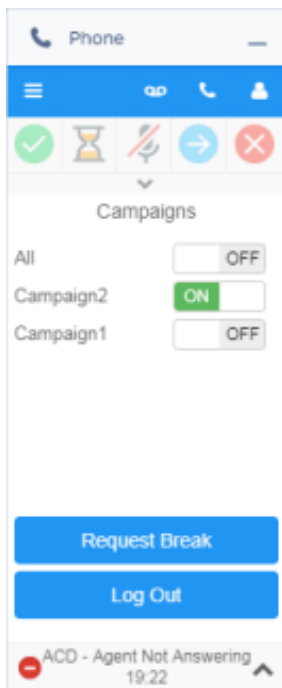 Phone
Campaigns
All OFF
Campaign2 ON
Campaign1 OFF
Request Break
Log Out
ACD - Agent Not Answering
19:22